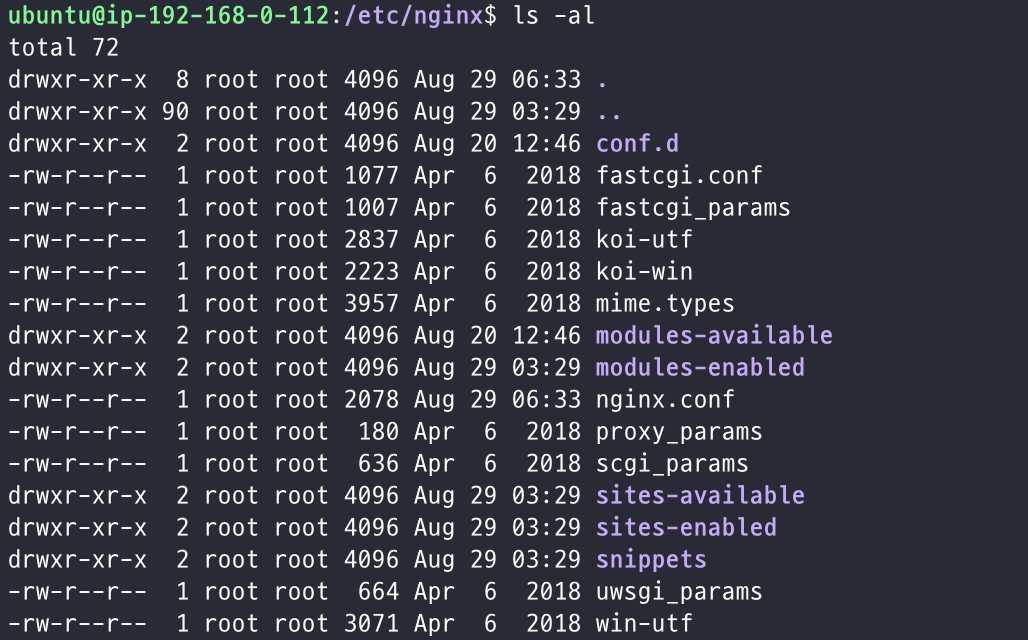 ubuntu@ip-192-168-0-112:/etc/nginx$ ls -al
total 72
drwxr-xr-x  8 root root 4096 Aug 29 06:33 .
drwxr-xr-x 90 root root 4096 Aug 29 03:29 ..
drwxr-xr-x  2 root root 4096 Aug 20 12:46 conf.d
-rw-r--r--  1 root root 1077 Apr  6  2018 fastcgi.conf
-rw-r--r--  1 root root 1007 Apr  6  2018 fastcgi_params
-rw-r--r--  1 root root 2837 Apr  6  2018 koi-utf
-rw-r--r--  1 root root 2223 Apr  6  2018 koi-win
-rw-r--r--  1 root root 3957 Apr  6  2018 mime.types
drwxr-xr-x  2 root root 4096 Aug 20 12:46 modules-available
drwxr-xr-x  2 root root 4096 Aug 29 03:29 modules-enabled
-rw-r--r--  1 root root 2078 Aug 29 06:33 nginx.conf
-rw-r--r--  1 root root  180 Apr  6  2018 proxy_params
-rw-r--r--  1 root root  636 Apr  6  2018 scgi_params
drwxr-xr-x  2 root root 4096 Aug 29 03:29 sites-available
drwxr-xr-x  2 root root 4096 Aug 29 03:29 sites-enabled
drwxr-xr-x  2 root root 4096 Aug 29 03:29 snippets
-rw-r--r--  1 root root  664 Apr  6  2018 uwsgi_params
-rw-r--r--  1 root root 3071 Apr  6  2018 win-utf